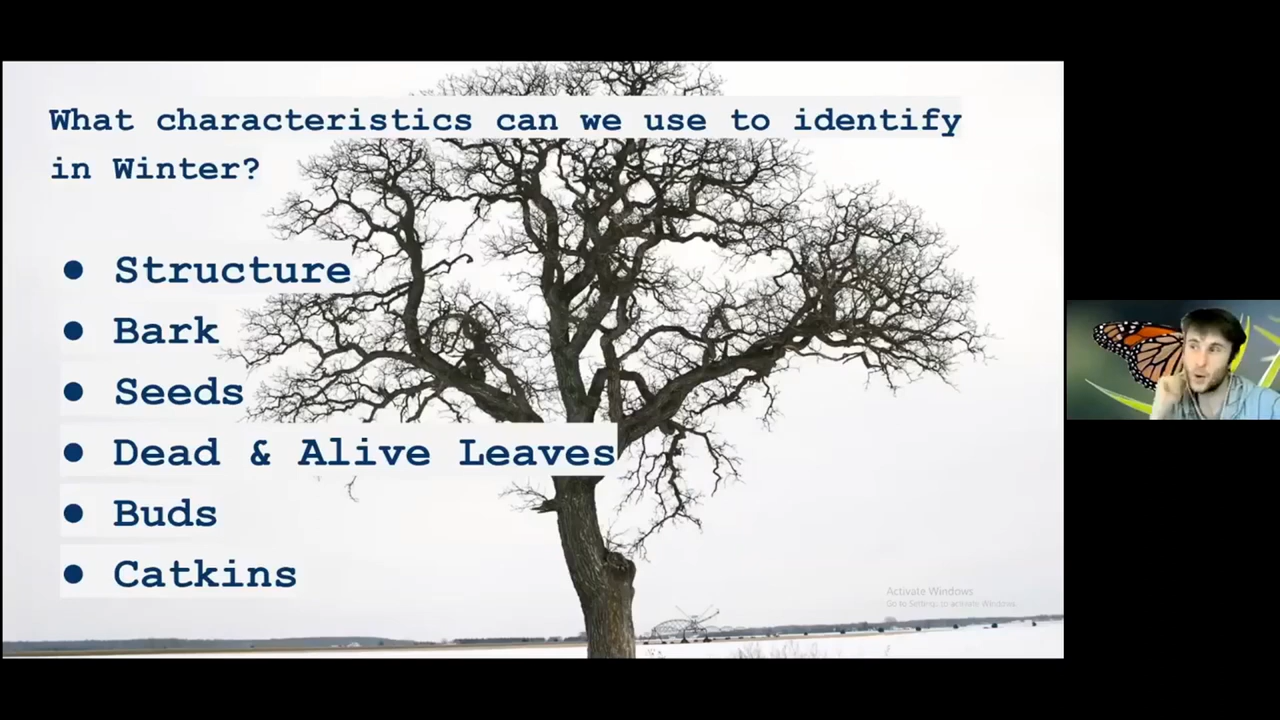 What characteristics can we use to identify
in Winter?
● Structure
● Bark
● Seeds
● Dead & Alive Leaves
● Buds
● Catkins
Activate Windows
Go to Settings to activate Windows.